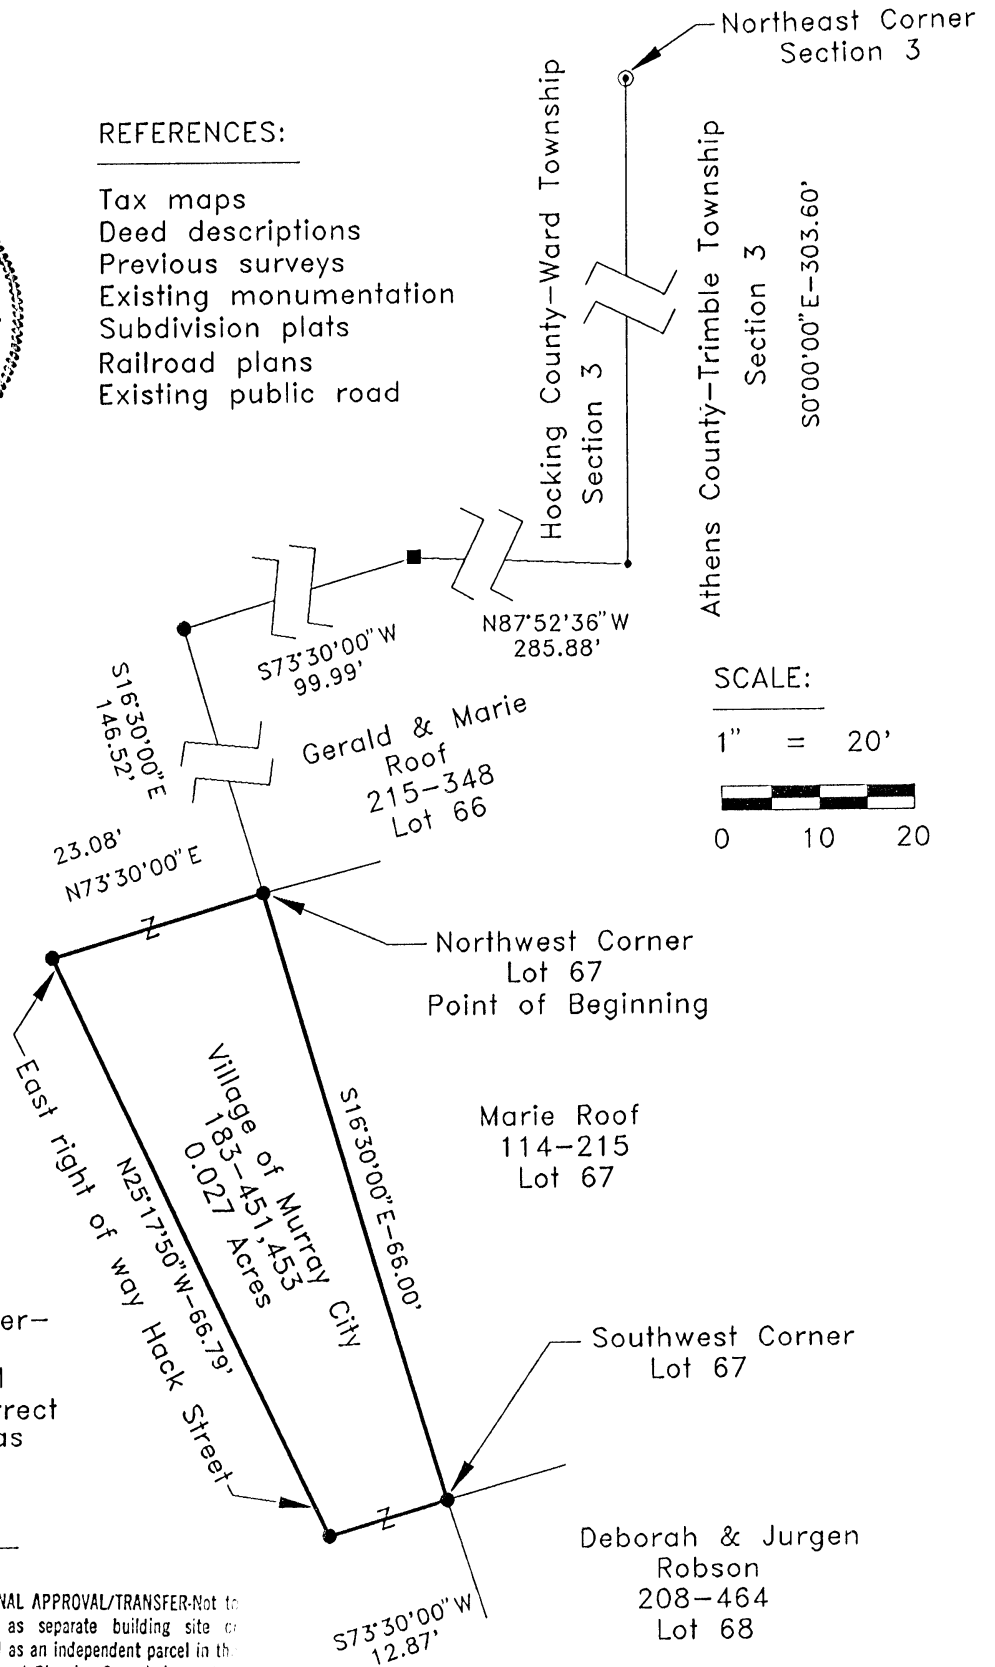 Northeast Corner
Section 3
REFERENCES:
Tax maps
Deed descriptions
Previous surveys
Existing monumentation
Subdivision plats
Railroad plans
Existing public road
Hocking County-Ward Township
Section 3
Athens County-Trimble Township
Section 3
S0°00'00"E-303.60'
N87°52'36"W
285.88'
S73°30'00"W
99.99'
S16°30'00"E
146.52'
Gerald & Marie
Roof
215-348
Lot 66
SCALE:
1" = 20'
0 10 20
23.08'
N73°30'00"E
Z
Northwest Corner
Lot 67
Point of Beginning
East right of way Hack Street
N25°17'50"W-66.79'
Village of Murray City
183-451,453
0.027 Acres
S16°30'00"E-66.00'
Marie Roof
114-215
Lot 67
Southwest Corner
Lot 67
er-
rrect
as
Z
Deborah & Jurgen
Robson
208-464
Lot 68
S73°30'00"W
12.87'
NAL APPROVAL/TRANSFER-Not to
as separate building site
as an independent parcel in